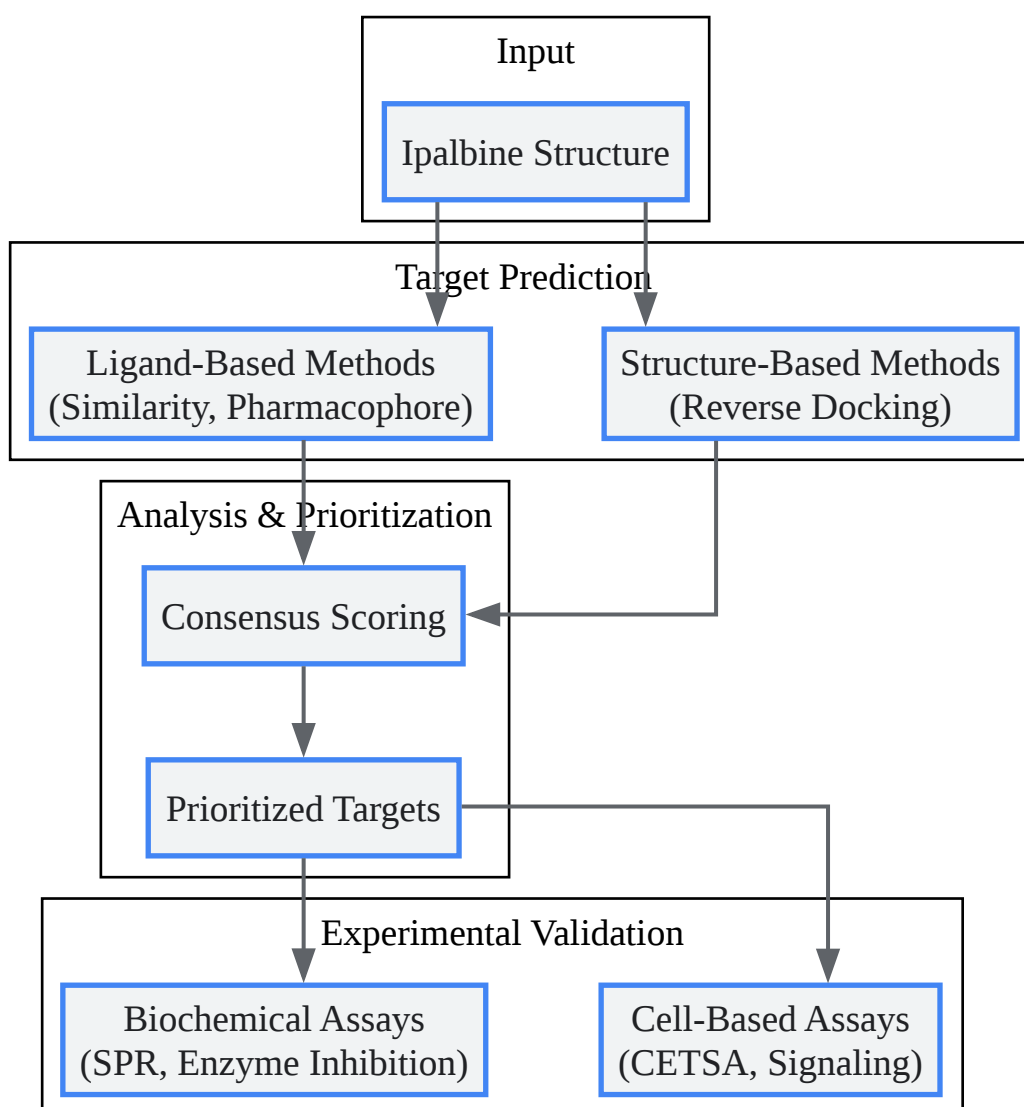 Input
Ipalbine Structure
Target Prediction
Ligand-Based Methods
(Similarity, Pharmacophore)
Structure-Based Methods
(Reverse Docking)
Analysis & Prioritization
Consensus Scoring
Prioritized Targets
Experimental Validation
Biochemical Assays
(SPR, Enzyme Inhibition)
Cell-Based Assays
(CETSA, Signaling)